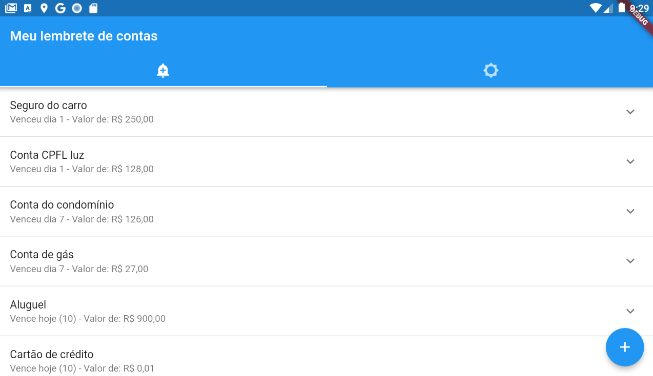 9:29
DEBUG
Meu lembrete de contas
Seguro do carro
Venceu dia 1 - Valor de: R$ 250,00
Conta CPFL luz
Venceu dia 1 - Valor de: R$ 128,00
Conta do condomínio
Venceu dia 7 - Valor de: R$ 126,00
Conta de gás
Venceu dia 7 - Valor de: R$ 27,00
Aluguel
Vence hoje (10) - Valor de: R$ 900,00
Cartão de crédito
Vence hoje (10) - Valor de: R$ 0,01